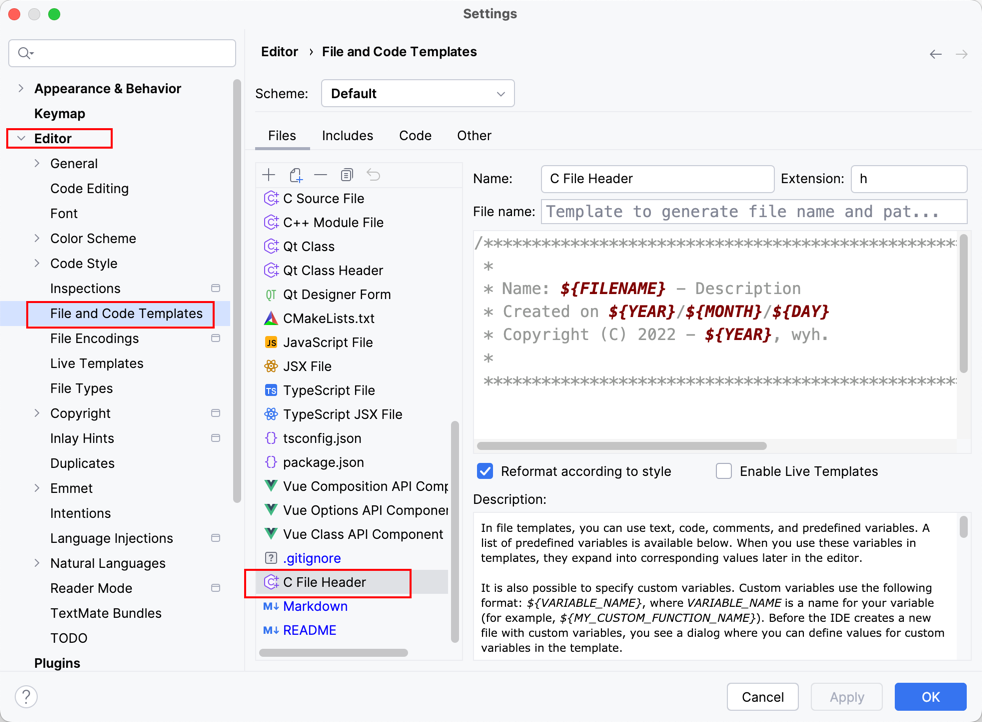 Settings
Editor › File and Code Templates
Scheme: Default
Files Includes Code Other
Appearance & Behavior
Keymap
Editor
General
Code Editing
Font
Color Scheme
Code Style
Inspections
File and Code Templates
File Encodings
Live Templates
File Types
Copyright
Inlay Hints
Duplicates
Emmet
Intentions
Language Injections
Natural Languages
Reader Mode
TextMate Bundles
TODO
Plugins
C Source File
C++ Module File
Qt Class
Qt Class Header
QT Qt Designer Form
CMakeLists.txt
JS JavaScript File
JSX File
TS TypeScript File
TypeScript JSX File
{} tsconfig.json
{} package.json
Vue Composition API Comp
Vue Options API Componen
Vue Class API Component
? .gitignore
C File Header
M↓ Markdown
M↓ README
Name: C File Header Extension: h
File name: Template to generate file name and pat...
/*********************************************
*
* Name: ${FILENAME} - Description
* Created on ${YEAR}/${MONTH}/${DAY}
* Copyright (C) 2022 - ${YEAR}, wyh.
*
*********************************************
Reformat according to style Enable Live Templates
Description:
In file templates, you can use text, code, comments, and predefined variables. A
list of predefined variables is available below. When you use these variables in
templates, they expand into corresponding values later in the editor.
It is also possible to specify custom variables. Custom variables use the following
format: ${VARIABLE_NAME}, where VARIABLE_NAME is a name for your variable
(for example, ${MY_CUSTOM_FUNCTION_NAME}). Before the IDE creates a new
file with custom variables, you see a dialog where you can define values for custom
variables in the template.
? Cancel Apply OK